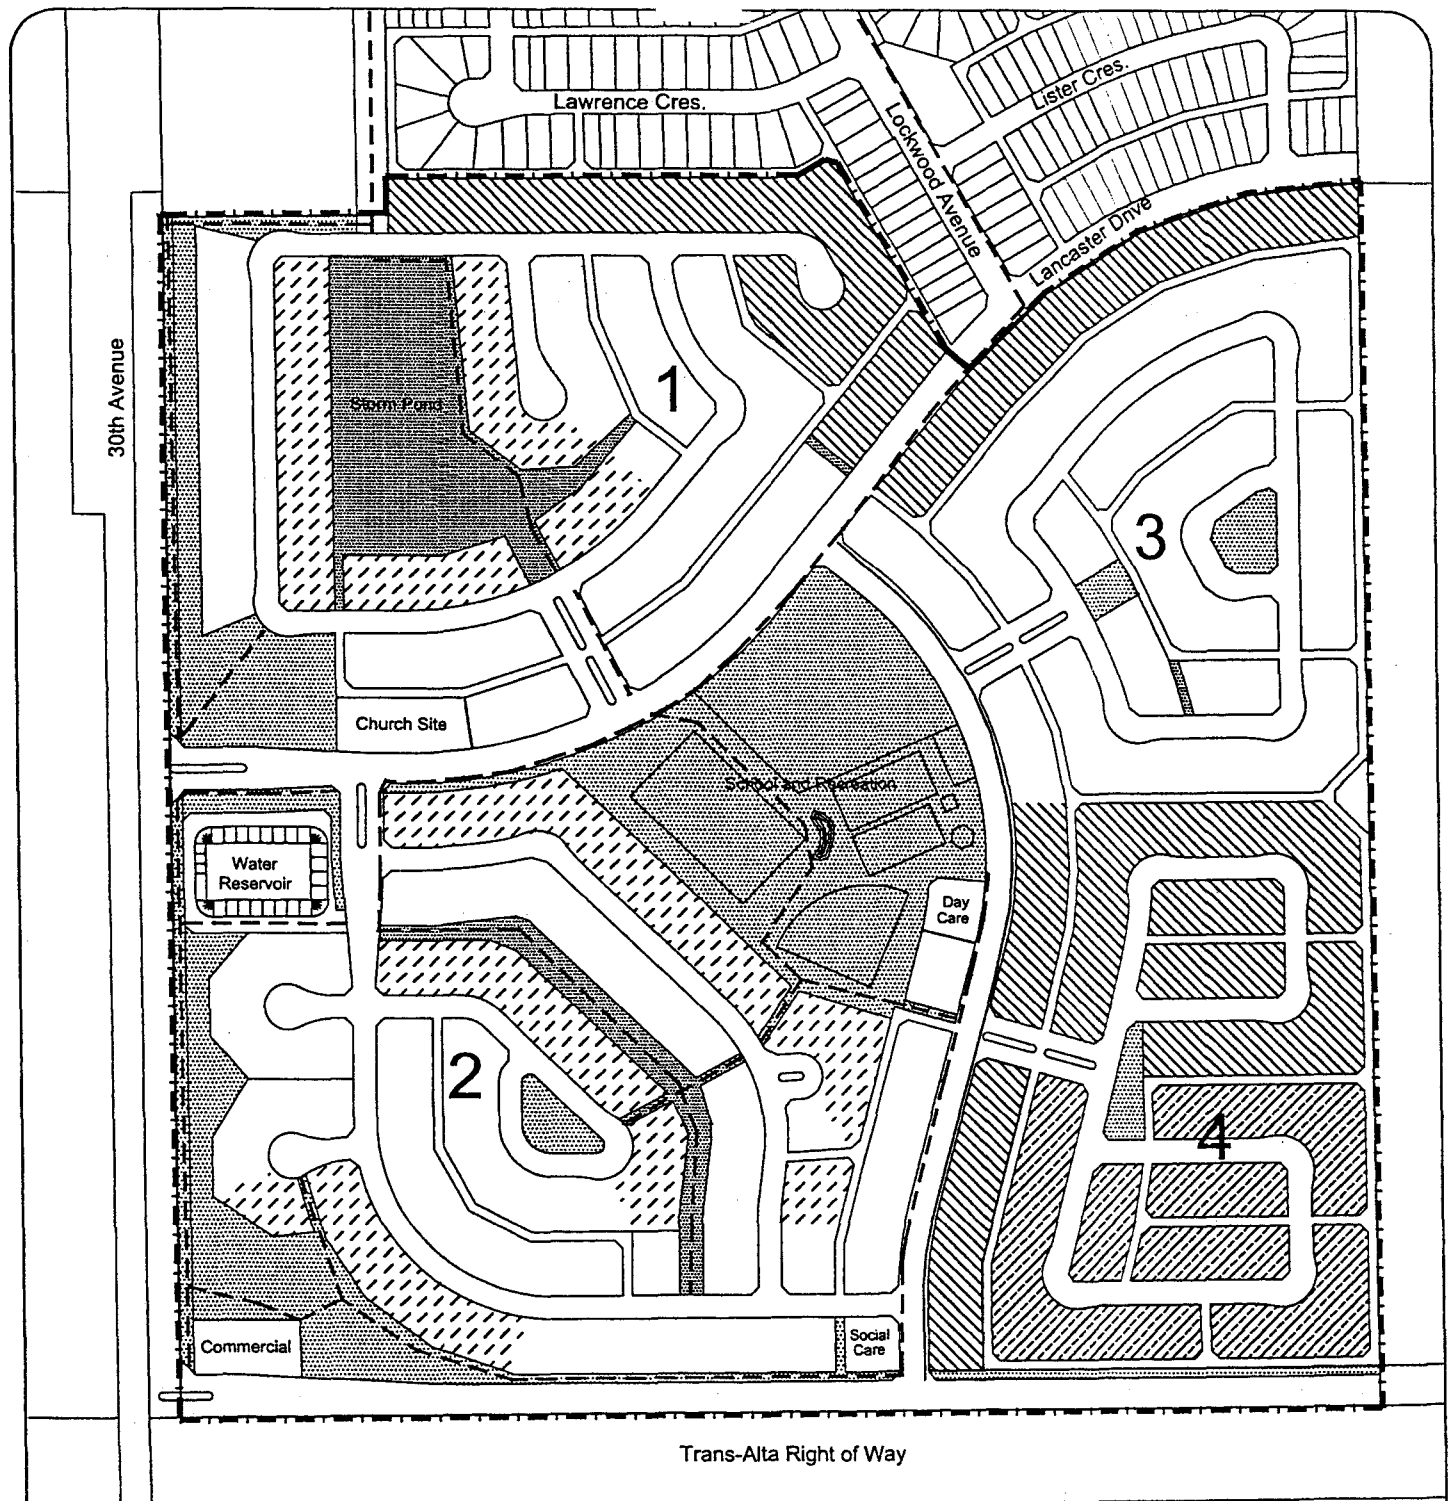 Lawrence Cres.
Lister Cres.
Lockwood Avenue
Lancaster Drive
30th Avenue
Storm Pond
1
3
Church Site
School and Recreation
Water
Reservoir
Day
Care
2
4
Commercial
Social
Care
Trans-Alta Right of Way